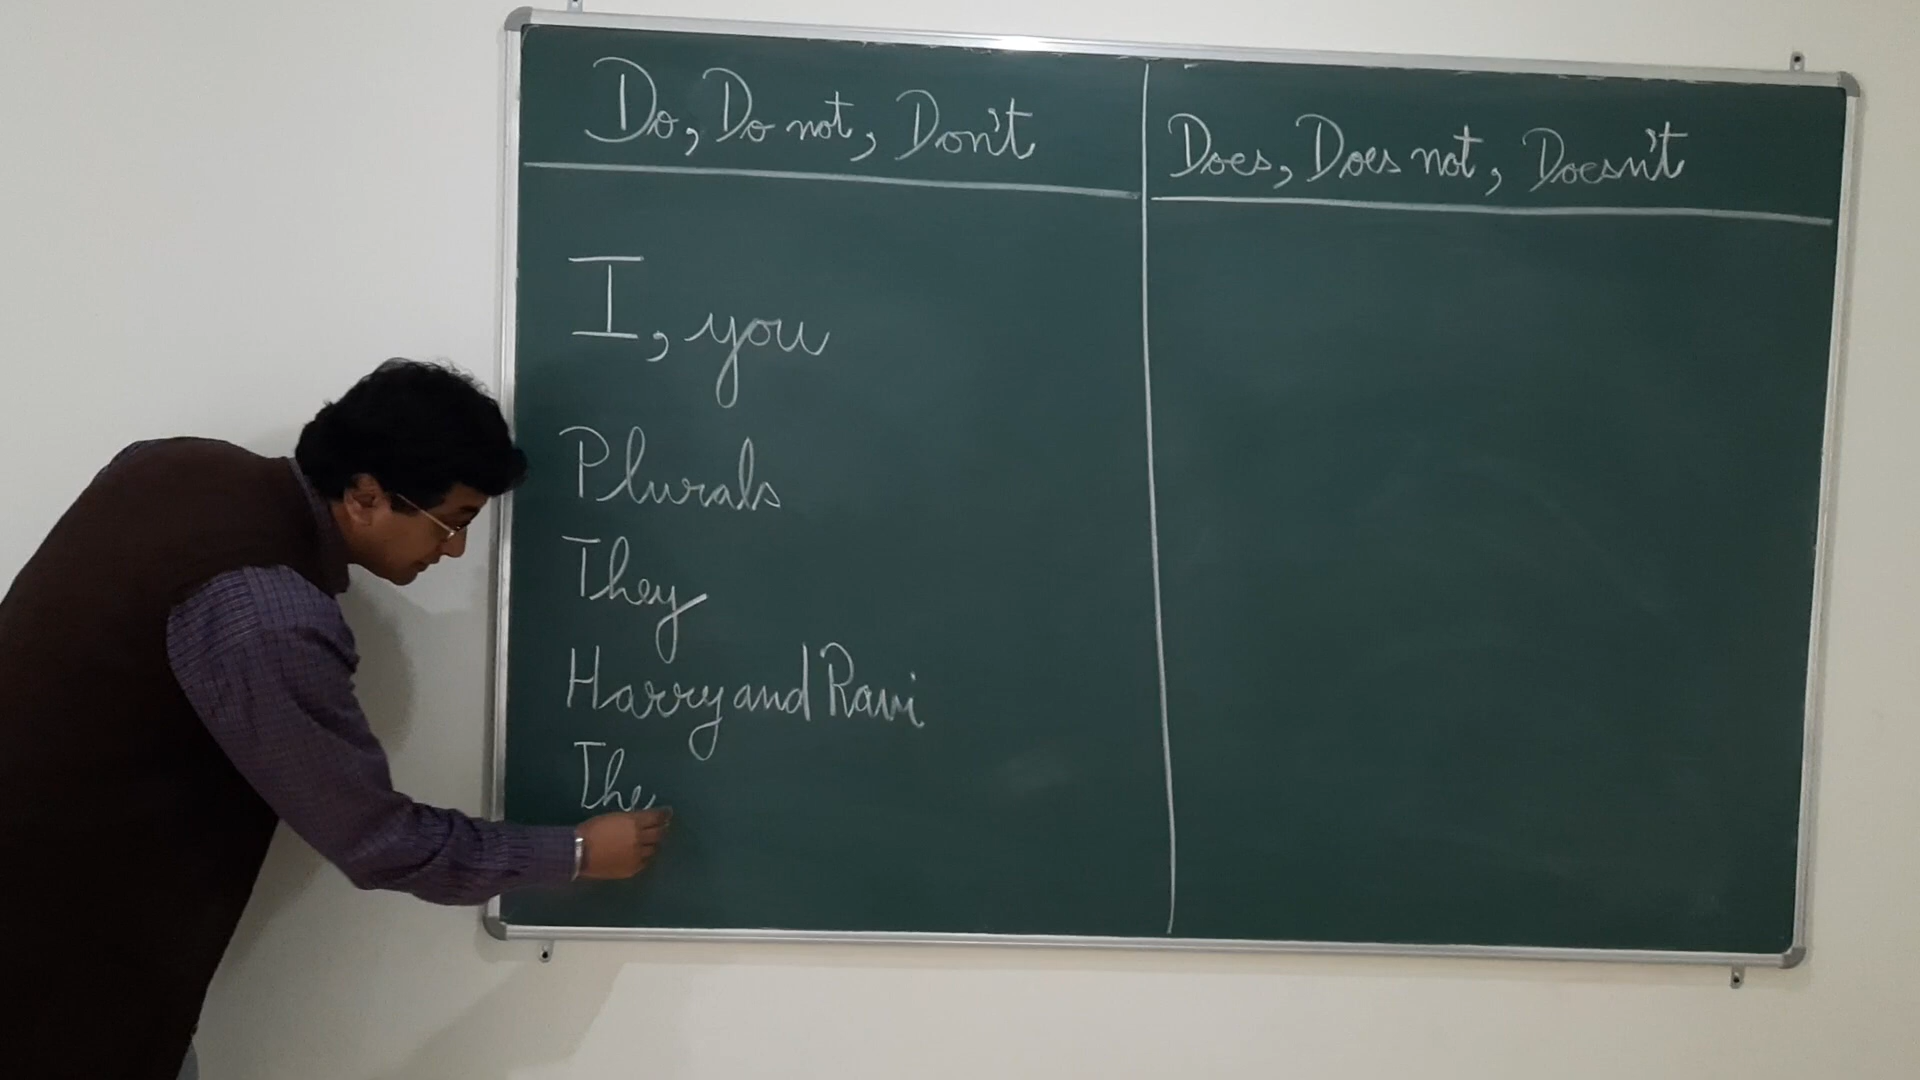 Do, Do not, Don't
Does, Does not, Doesn't
I, you
Plurals
They
Harry and Ravi
The